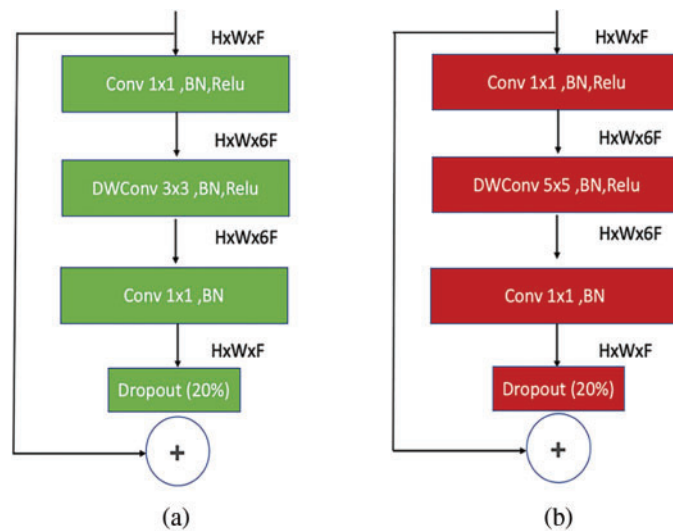 HxWxF
Conv 1x1 ,BN,Relu
HxWx6F
DWConv 3x3 ,BN,Relu
HxWx6F
Conv 1x1 ,BN
HxWxF
Dropout (20%)
+
(a)
HxWxF
Conv 1x1 ,BN,Relu
HxWx6F
DWConv 5x5 ,BN,Relu
HxWx6F
Conv 1x1 ,BN
HxWxF
Dropout (20%)
+
(b)